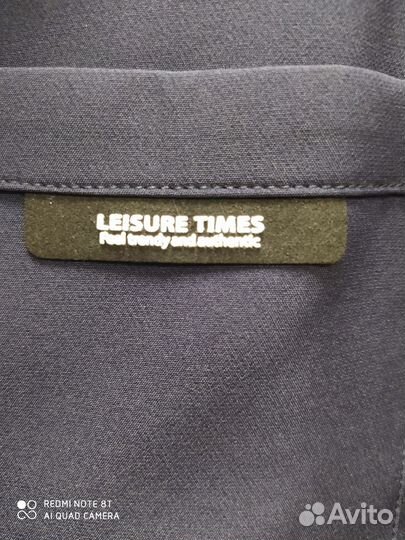 LEISURE TIMES
Feel trendy and authentic
REDMI NOTE 8T
AI QUAD CAMERA
Avito